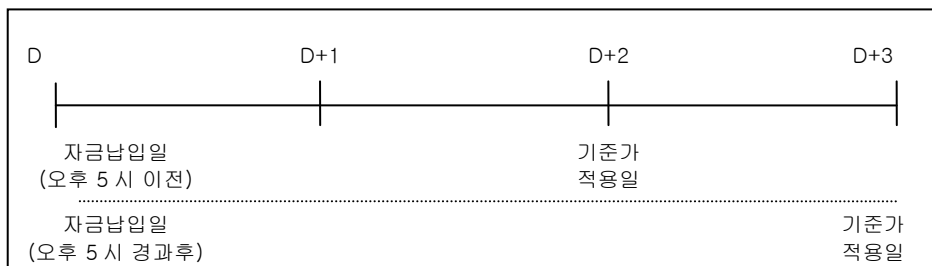 D D+1 D+2 D+3
자금납입일 기준가
(오후 5 시 이전) 적용일
자금납입일 기준가
(오후 5 시 경과후) 적용일